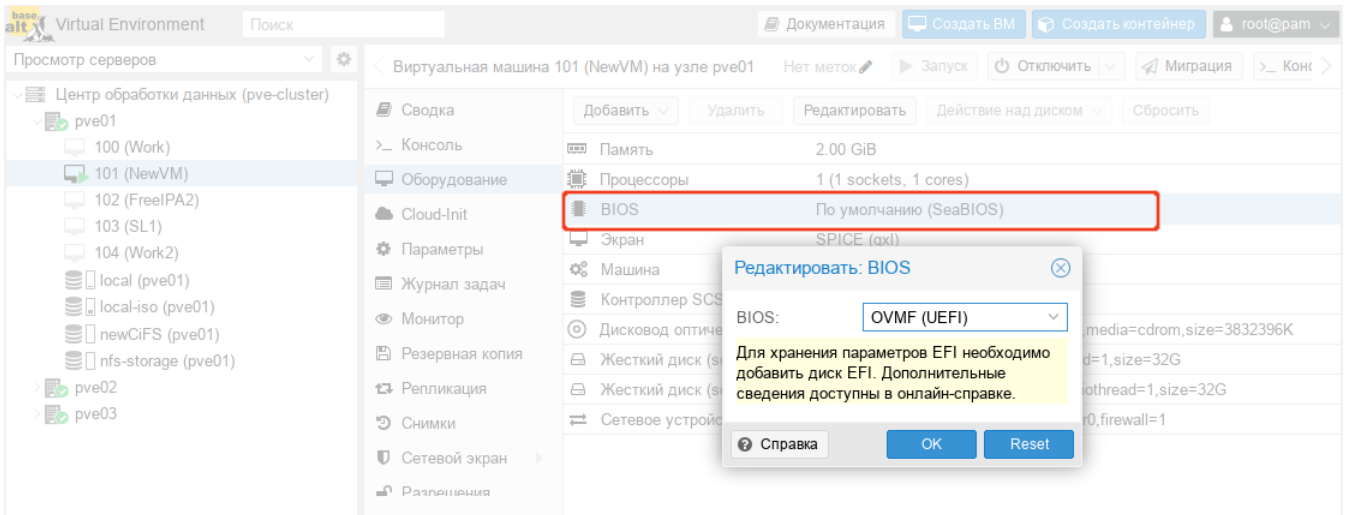 base alt Virtual Environment Поиск Документация Создать ВМ Создать контейнер root@pam
Просмотр серверов
Центр обработки данных (pve-cluster)
pve01
100 (Work)
101 (NewVM)
102 (FreeIPA2)
103 (SL1)
104 (Work2)
local (pve01)
local-iso (pve01)
newCiFS (pve01)
nfs-storage (pve01)
pve02
pve03
Виртуальная машина 101 (NewVM) на узле pve01 Нет меток Запуск Отключить Миграция >_
Сводка
>_ Консоль
Оборудование
Cloud-Init
Параметры
Журнал задач
Монитор
Резервная копия
Репликация
Снимки
Сетевой экран
Разрешения
Добавить Удалить Редактировать Действие над диском Сбросить
Память 2.00 GiB
Процессоры 1 (1 sockets, 1 cores)
BIOS По умолчанию (SeaBIOS)
Экран SPICE (qxl)
Машина
Контроллер
Дисковод ,media=cdrom,size=3832396K
Жесткий диск d=1,size=32G
Жесткий диск iothread=1,size=32G
Сетевое r0,firewall=1
Редактировать: BIOS
BIOS: OVMF (UEFI)
Для хранения параметров EFI необходимо
добавить диск EFI. Дополнительные
сведения доступны в онлайн-справке.
Справка OK Reset